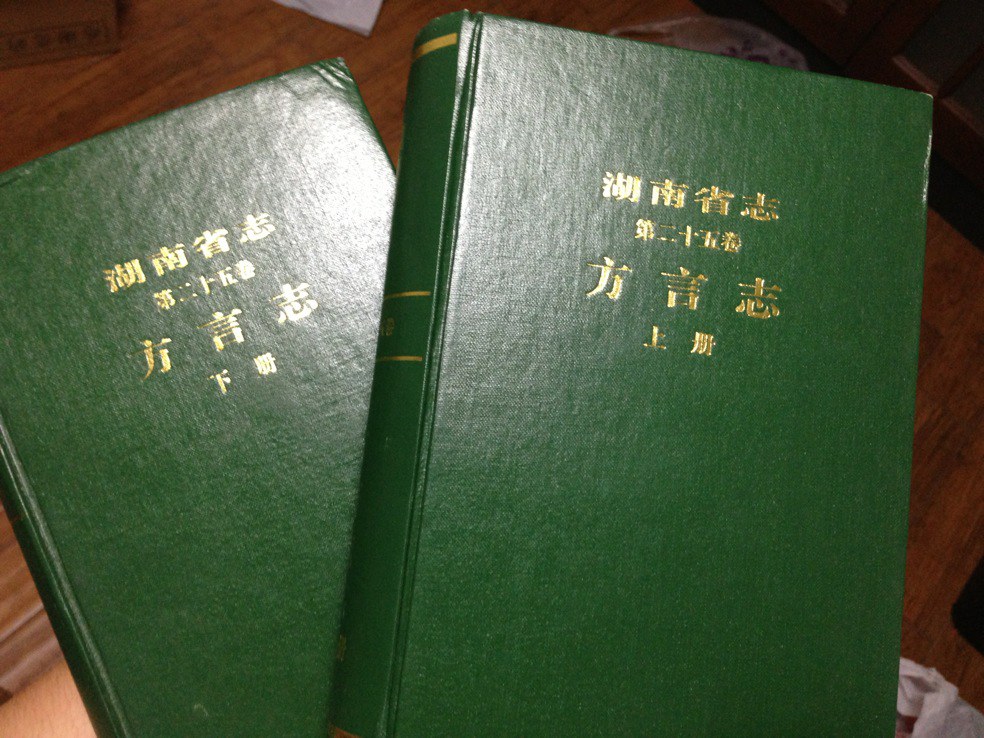 湖南省志
第二十五卷
方言志
下册
湖南省志
第二十五卷
方言志
上册